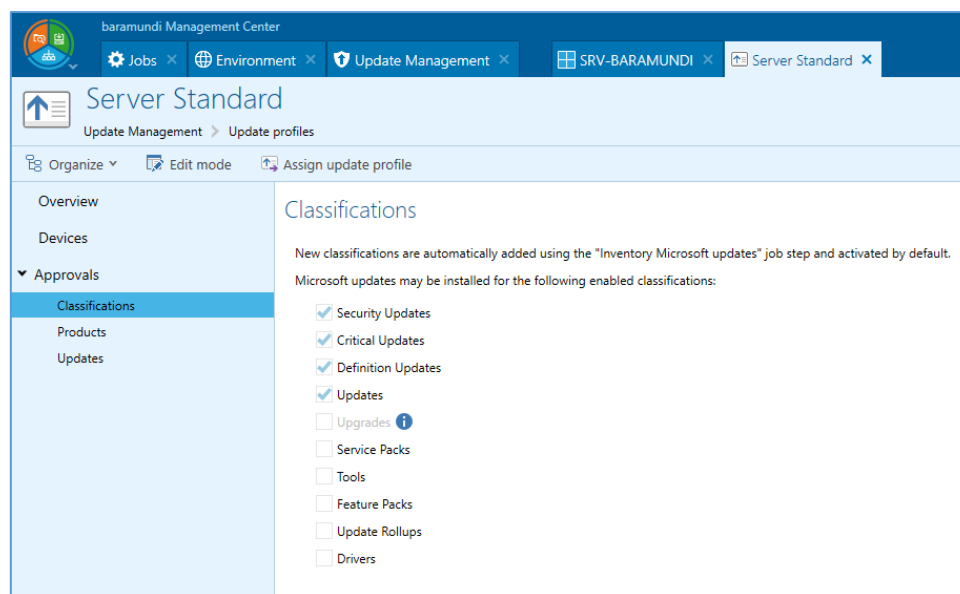 baramundi Management Center
Jobs × Environment × Update Management × SRV-BARAMUNDI × Server Standard ×
Server Standard
Update Management > Update profiles
Organize Edit mode Assign update profile
Overview
Devices
Approvals
Classifications
Products
Updates
Classifications
New classifications are automatically added using the "Inventory Microsoft updates" job step and activated by default.
Microsoft updates may be installed for the following enabled classifications:
Security Updates
Critical Updates
Definition Updates
Updates
Upgrades i
Service Packs
Tools
Feature Packs
Update Rollups
Drivers